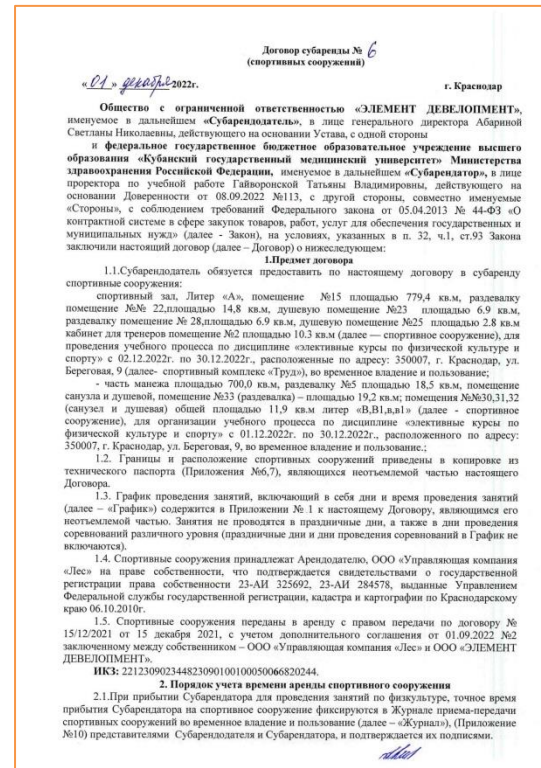 Договор субаренды № 6
(спортивных сооружений)
« 01 » декабря 2022г. г. Краснодар
Общество с ограниченной ответственностью «ЭЛЕМЕНТ ДЕВЕЛОПМЕНТ»,
именуемое в дальнейшем «Субарендодатель», в лице генерального директора Абариной
Светланы Николаевны, действующего на основании Устава, с одной стороны
и федеральное государственное бюджетное образовательное учреждение высшего
образования «Кубанский государственный медицинский университет» Министерства
здравоохранения Российской Федерации, именуемое в дальнейшем «Субарендатор», в лице
проректора по учебной работе Гайворонской Татьяны Владимировны, действующего на
основании Доверенности от 08.09.2022 №113, с другой стороны, совместно именуемые
«Стороны», с соблюдением требований Федерального закона от 05.04.2013 № 44-ФЗ «О
контрактной системе в сфере закупок товаров, работ, услуг для обеспечения государственных и
муниципальных нужд» (далее - Закон), на условиях, указанных в п. 32, ч.1, ст.93 Закона
заключили настоящий договор (далее – Договор) о нижеследующем:
1.Предмет договора
1.1.Субарендодатель обязуется предоставить по настоящему договору в субаренду
спортивные сооружения:
спортивный зал, Литер «А», помещение №15 площадью 779,4 кв.м, раздевалку
помещение №№ 22,площадью 14,8 кв.м, душевую помещение №23 площадью 6.9 кв.м,
раздевалку помещение № 28,площадью 6.9 кв.м, душевую помещение №25 площадью 2.8 кв.м
кабинет для тренеров помещение №2 площадью 10.3 кв.м (далее — спортивное сооружение), для
проведения учебного процесса по дисциплине «элективные курсы по физической культуре и
спорту» с 02.12.2022г. по 30.12.2022г., расположенные по адресу: 350007, г. Краснодар, ул.
Береговая, 9 (далее- спортивный комплекс «Труд»), во временное владение и пользование;
- часть манежа площадью 700,0 кв.м, раздевалку №5 площадью 18,5 кв.м, помещение
санузла и душевой, помещение №33 (раздевалка) – площадью 19,2 кв.м; помещения №№30,31,32
(санузел и душевая) общей площадью 11,9 кв.м литер «В,В1,в,в1» (далее - спортивное
сооружение), для организации учебного процесса по дисциплине «элективные курсы по
физической культуре и спорту» с 01.12.2022г. по 30.12.2022г., расположенного по адресу:
350007, г. Краснодар, ул. Береговая, 9, во временное владение и пользование.;
1.2. Границы и расположение спортивных сооружений приведены в копировке из
технического паспорта (Приложения №6,7), являющихся неотъемлемой частью настоящего
Договора.
1.3. График проведения занятий, включающий в себя дни и время проведения занятий
(далее – «График») содержится в Приложении № 1 к настоящему Договору, являющимся его
неотъемлемой частью. Занятия не проводятся в праздничные дни, а также в дни проведения
соревнований различного уровня (праздничные дни и дни проведения соревнований в График не
включаются).
1.4. Спортивные сооружения принадлежат Арендодателю, ООО «Управляющая компания
«Лес» на праве собственности, что подтверждается свидетельствами о государственной
регистрации права собственности 23-АИ 325692, 23-АИ 284578, выданные Управлением
Федеральной службы государственной регистрации, кадастра и картографии по Краснодарскому
краю 06.10.2010г.
1.5. Спортивные сооружения переданы в аренду с правом передачи по договору №
15/12/2021 от 15 декабря 2021, с учетом дополнительного соглашения от 01.09.2022 №2
заключенному между собственником – ООО «Управляющая компания «Лес» и ООО «ЭЛЕМЕНТ
ДЕВЕЛОПМЕНТ».
ИКЗ: 221230902344823090100100050066820244.
2. Порядок учета времени аренды спортивного сооружения
2.1.При прибытии Субарендатора для проведения занятий по физкультуре, точное время
прибытия Субарендатора на спортивное сооружение фиксируются в Журнале приема-передачи
спортивных сооружений во временное владение и пользование (далее – «Журнал»), (Приложение
№10) представителями Субарендодателя и Субарендатора, и подтверждается их подписями.